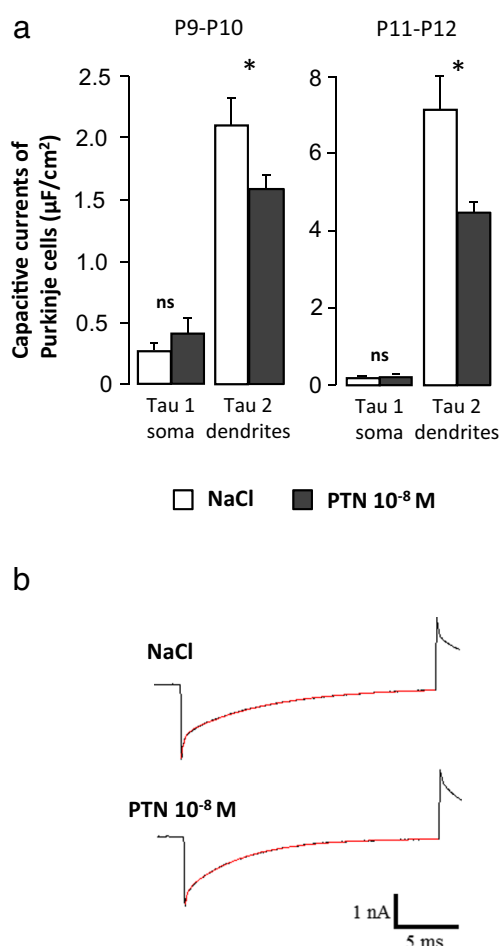 a
P9-P10
P11-P12
Capacitive currents of
Purkinje cells (µF/cm²)
2.5
2.0
1.5
1.0
0.5
0
*
ns
Tau 1
soma
Tau 2
dendrites
8
6
4
2
0
*
ns
Tau 1
soma
Tau 2
dendrites
NaCl
PTN 10⁻⁸ M
b
NaCl
PTN 10⁻⁸ M
1 nA
5 ms